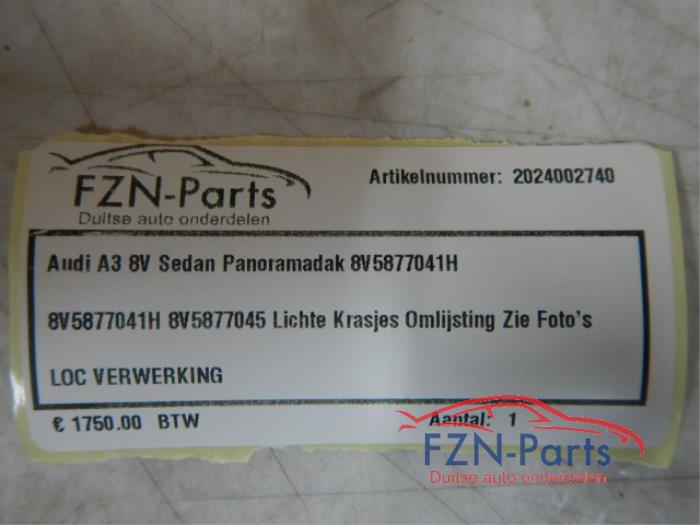 FZN-Parts
Duitse auto onderdelen
Artikelnummer: 2024002740
Audi A3 8V Sedan Panoramadak 8V5877041H
8V5877041H 8V5877045 Lichte Krasjes Omlijsting Zie Foto's
LOC VERWERKING
€ 1750.00 BTW
Aantal: 1
FZN-Parts
Duitse auto onderdelen